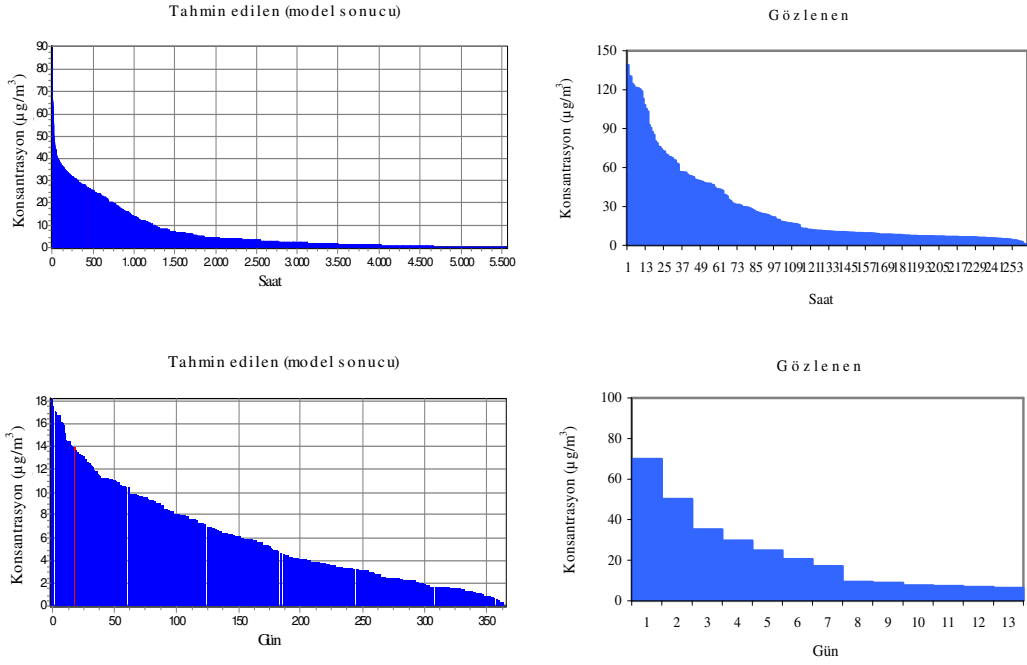 Tahmin edilen (model sonucu)
Konsantrasyon (µg/m³)
90
80
70
60
50
40
30
20
10
0
0 500 1.000 1.500 2.000 2.500 3.000 3.500 4.000 4.500 5.000 5.500
Saat
Gözlenen
Konsantrasyon (µg/m³)
150
120
90
60
30
0
1 13 25 37 49 61 73 85 97 109 121 133 145 157 169 181 193 205 217 229 241 253
Saat
Tahmin edilen (model sonucu)
Konsantrasyon (µg/m³)
18
16
14
12
10
8
6
4
2
0
0 50 100 150 200 250 300 350
Gün
Gözlenen
Konsantrasyon (µg/m³)
100
80
60
40
20
0
1 2 3 4 5 6 7 8 9 10 11 12 13
Gün